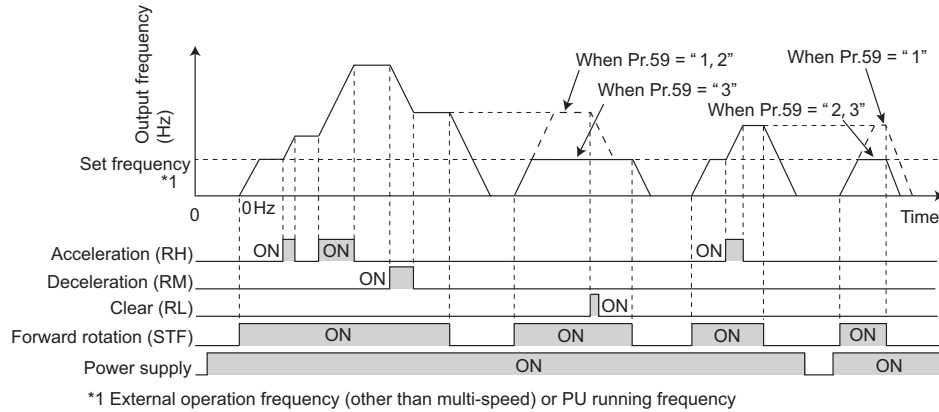 Output frequency
(Hz)
When Pr.59 = “ 1, 2”
When Pr.59 = “3”
When Pr.59 = “1”
When Pr.59 = “2, 3”
Set frequency
*1
0
0Hz
Time
Acceleration (RH)
ON
ON
ON
Deceleration (RM)
ON
Clear (RL)
ON
Forward rotation (STF)
ON
ON
ON
ON
Power supply
ON
ON
*1 External operation frequency (other than multi-speed) or PU running frequency